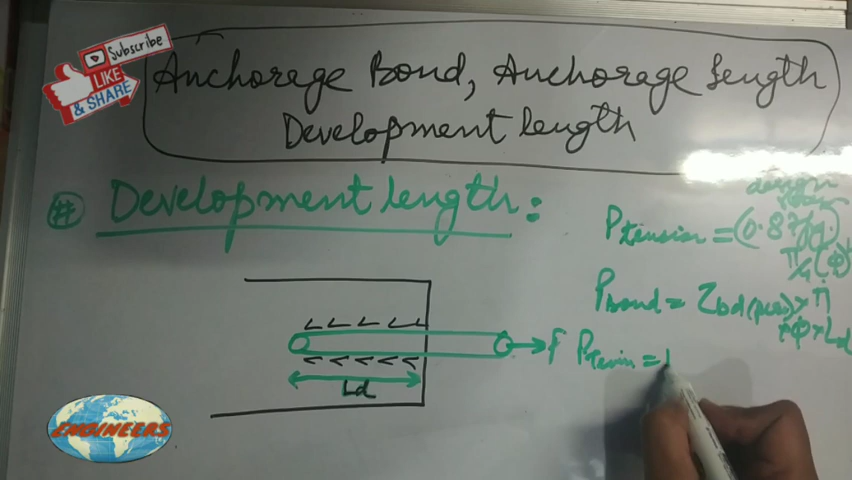 Subscribe
LIKE
& SHARE
Anchorage Bond, Anchorage length
Development length
# Development length:
design
Ptension = (0.87fy).
π/4(Φ)²
Pbond = τbd × π
× Φ × Ld
F
Ptension =
Ld
ENGINEERS